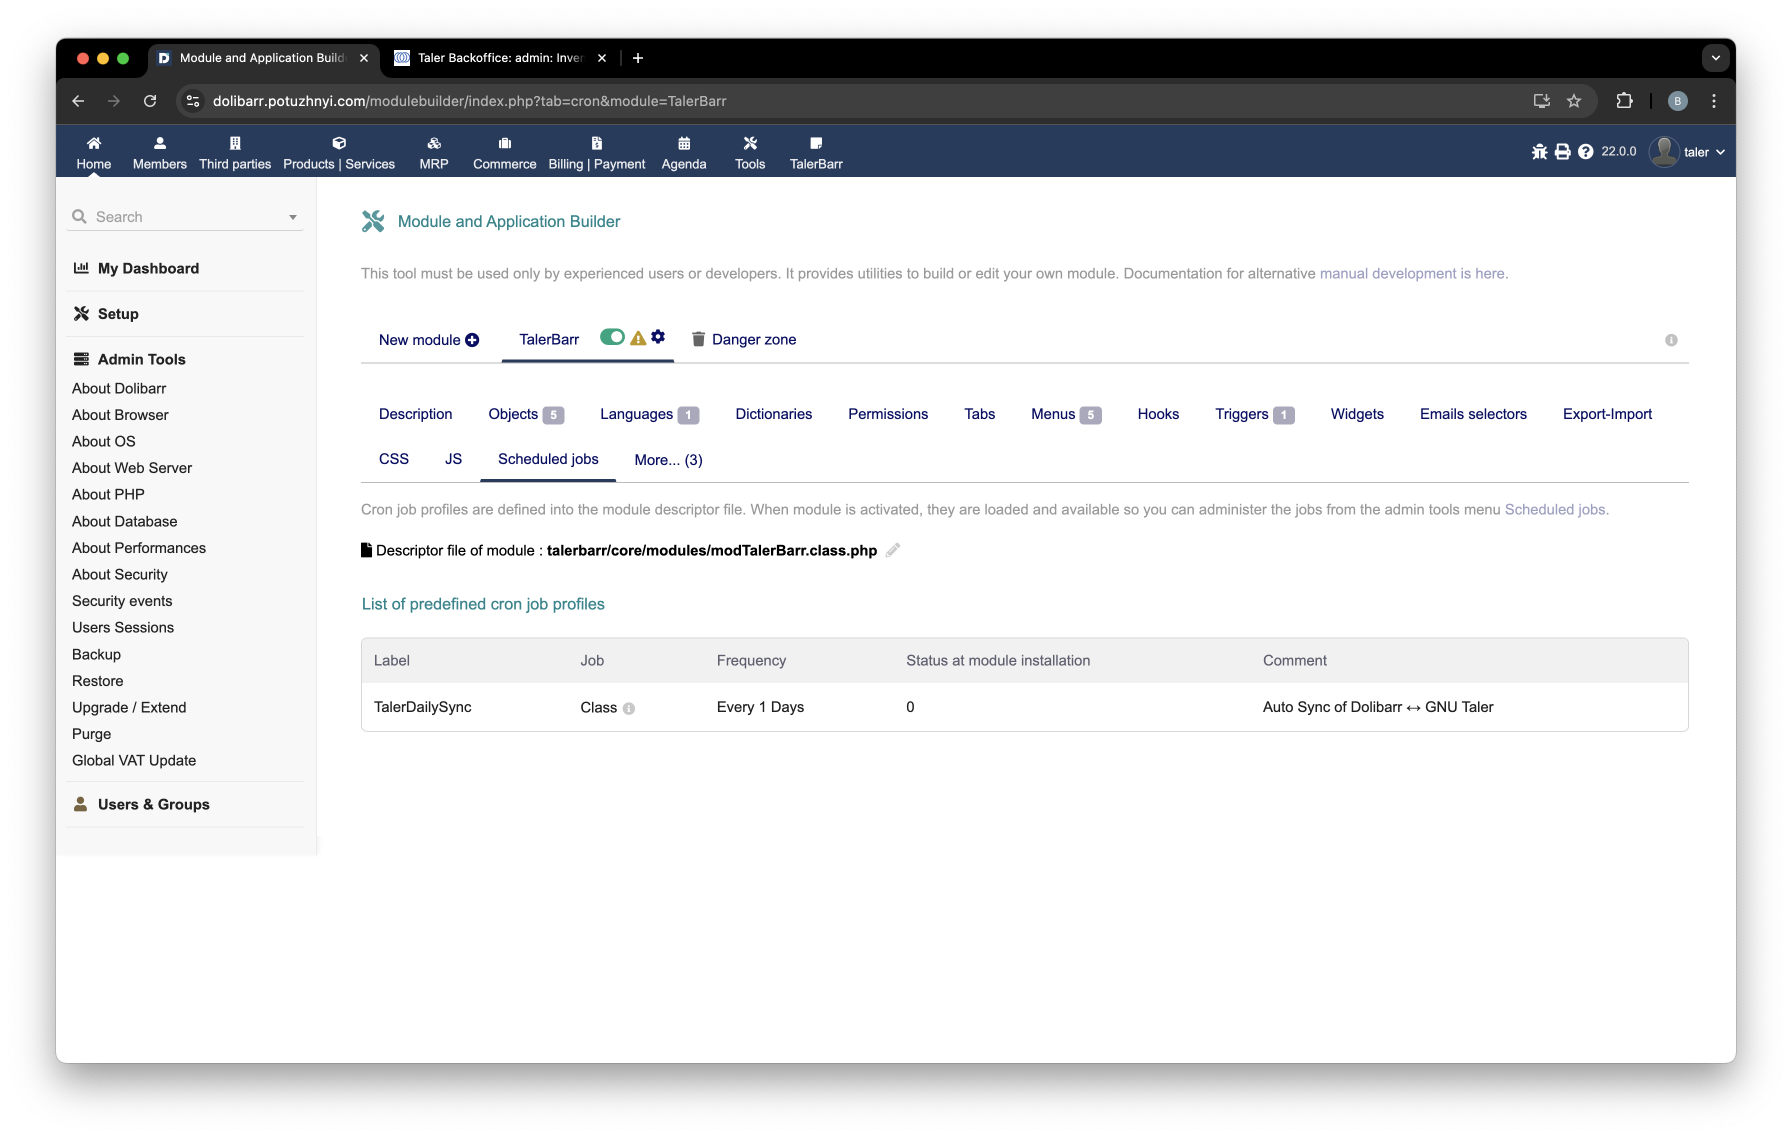 Module and Application Build
Taler Backoffice: admin: Inven
dolibarr.potuzhnyi.com/modulebuilder/index.php?tab=cron&module=TalerBarr
B
Home Members Third parties Products | Services MRP Commerce Billing | Payment Agenda Tools TalerBarr
22.0.0 taler
Search
My Dashboard
Setup
Admin Tools
About Dolibarr
About Browser
About OS
About Web Server
About PHP
About Database
About Performances
About Security
Security events
Users Sessions
Backup
Restore
Upgrade / Extend
Purge
Global VAT Update
Users & Groups
Module and Application Builder
This tool must be used only by experienced users or developers. It provides utilities to build or edit your own module. Documentation for alternative manual development is here.
New module TalerBarr Danger zone
Description Objects 5 Languages 1 Dictionaries Permissions Tabs Menus 5 Hooks Triggers 1 Widgets Emails selectors Export-Import
CSS JS Scheduled jobs More... (3)
Cron job profiles are defined into the module descriptor file. When module is activated, they are loaded and available so you can administer the jobs from the admin tools menu Scheduled jobs.
Descriptor file of module : talerbarr/core/modules/modTalerBarr.class.php
List of predefined cron job profiles
Label Job Frequency Status at module installation Comment
TalerDailySync Class Every 1 Days 0 Auto Sync of Dolibarr ↔ GNU Taler